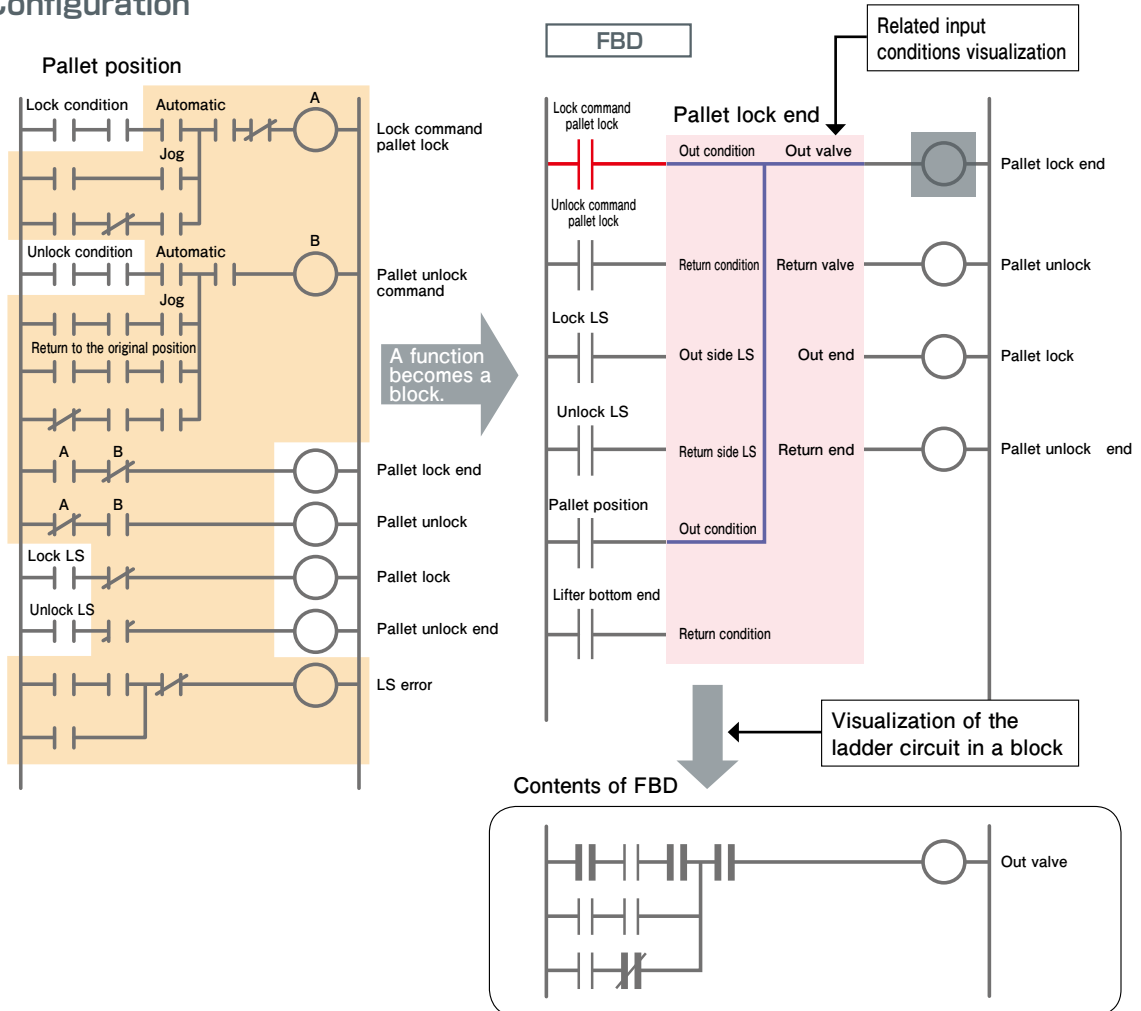 Configuration
Pallet position
Lock condition
Automatic
A
Lock command
pallet lock
Jog
Unlock condition
Automatic
B
Pallet unlock
command
Jog
Return to the original position
A
B
Pallet lock end
A
B
Pallet unlock
Lock LS
Pallet lock
Unlock LS
Pallet unlock end
LS error
A function
becomes a
block.
FBD
Related input
conditions visualization
Lock command
pallet lock
Pallet lock end
Out condition
Out valve
Pallet lock end
Unlock command
pallet lock
Return condition
Return valve
Pallet unlock
Lock LS
Out side LS
Out end
Pallet lock
Unlock LS
Return side LS
Return end
Pallet unlock end
Pallet position
Out condition
Lifter bottom end
Return condition
Visualization of the
ladder circuit in a block
Contents of FBD
Out valve